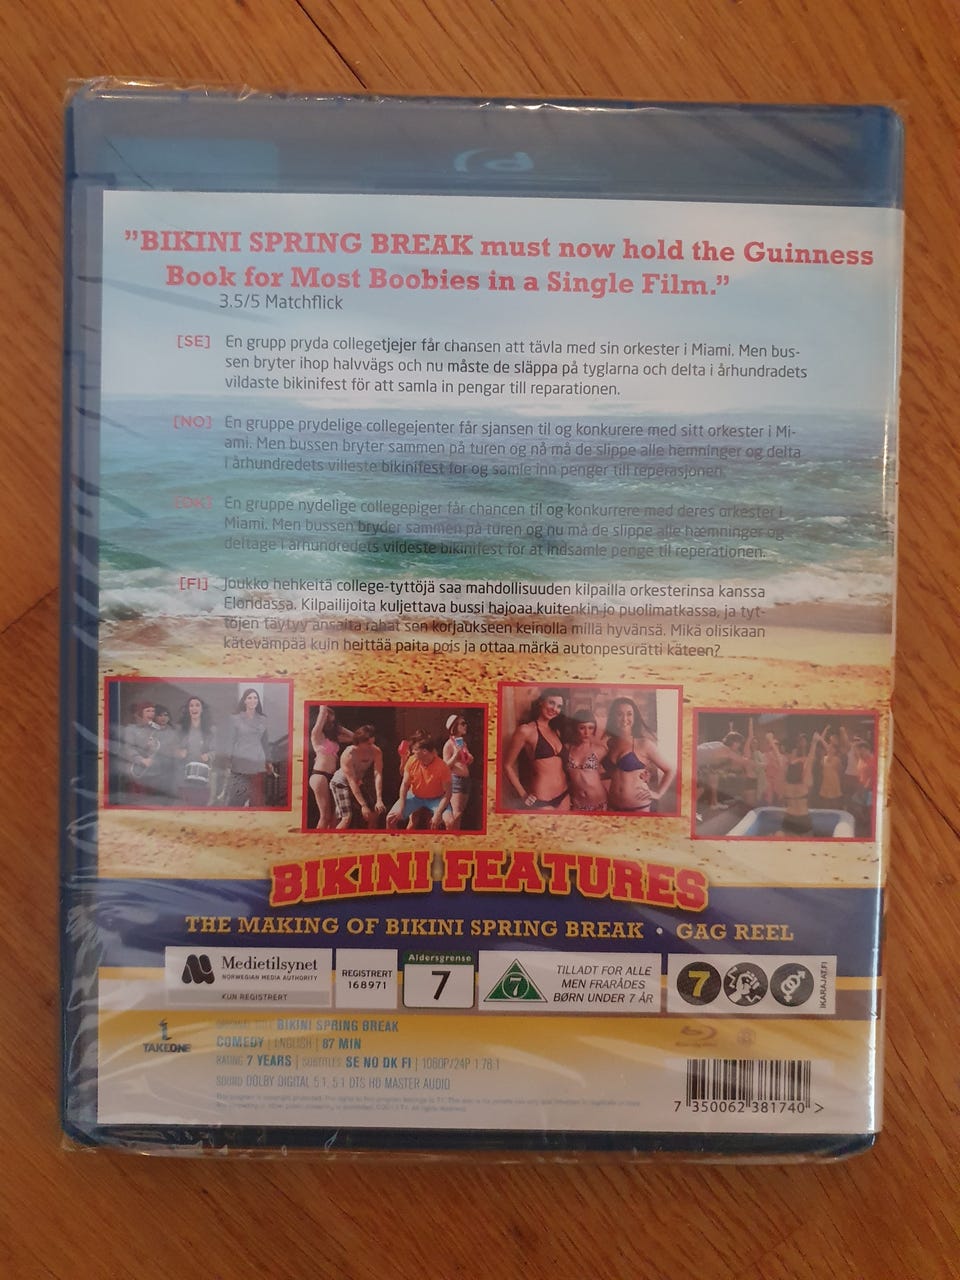 "BIKINI SPRING BREAK must now hold the Guinness
Book for Most Boobies in a Single Film."
3.5/5 Matchflick
[SE] En grupp pryda collegetjejer får chansen att tävla med sin orkester i Miami. Men bus-
sen bryter ihop halvvägs och nu måste de släppa på tyglarna och delta i århundradets
vildaste bikinifest för att samla in pengar till reparationen.
[NO] En gruppe prydelige collegejenter får sjansen til og konkurere med sitt orkester i Mi-
ami. Men bussen bryter sammen på turen og nå må de slippe alle hemninger og delta
i århundredets villeste bikinifest for og samle inn penger till reperasjonen.
[DK] En gruppe nydelige collegepiger får chancen til og konkurrere med deres orkester i
Miami. Men bussen bryder sammen på turen og nu må de slippe alle hæmninger og
deltage i århundredets vildeste bikinifest for at indsamle penge til reperationen.
[FI] Joukko hehkeitä college-tyttöjä saa mahdollisuuden kilpailla orkesterinsa kanssa
Floridassa. Kilpailijoita kuljettava bussi hajoaa kuitenkin jo puolimatkassa, ja tyt-
töjen täytyy ansaita rahat sen korjaukseen keinolla millä hyvänsä. Mikä olisikaan
kätevämpää kuin heittää paita pois ja ottaa märkä autonpesurätti käteen?
BIKINI FEATURES
THE MAKING OF BIKINI SPRING BREAK • GAG REEL
Medietilsynet
NORWEGIAN MEDIA AUTHORITY
KUN REGISTRERT
REGISTRERT
168971
Aldersgrense
7
7
TILLADT FOR ALLE
MEN FRARÅDES
BØRN UNDER 7 ÅR
7
IKARAJAT.FI
TAKEONE
ORIGINAL TITLE BIKINI SPRING BREAK
COMEDY | ENGLISH | 87 MIN
RATING 7 YEARS | SUBTITLES SE NO DK FI | 1080P/24P 1.78:1
SOUND DOLBY DIGITAL 5.1, 5.1 DTS HD MASTER AUDIO
7 350062 381740 >